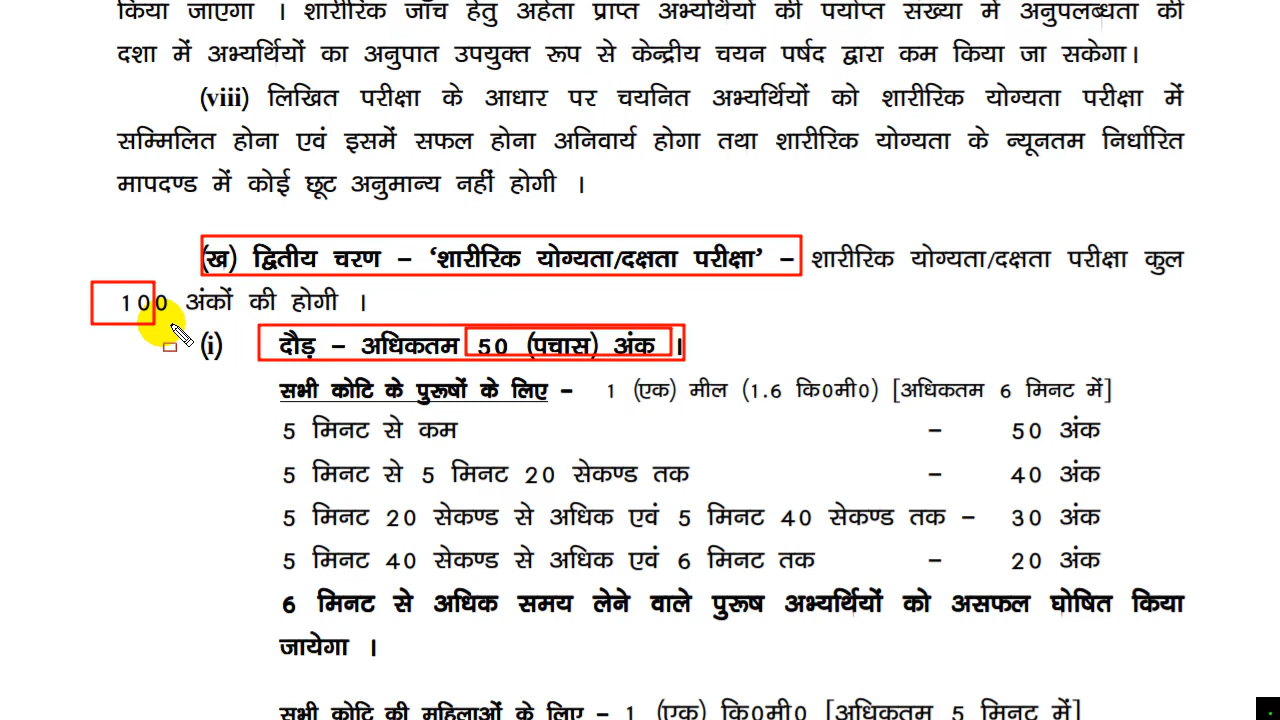 किया जाएगा । शारीरिक जाँच हेतु अर्हता प्राप्त अभ्यर्थियों की पर्याप्त संख्या में अनुपलब्धता की
दशा में अभ्यर्थियों का अनुपात उपयुक्त रूप से केन्द्रीय चयन पर्षद द्वारा कम किया जा सकेगा।
(viii) लिखित परीक्षा के आधार पर चयनित अभ्यर्थियों को शारीरिक योग्यता परीक्षा में
सम्मिलित होना एवं इसमें सफल होना अनिवार्य होगा तथा शारीरिक योग्यता के न्यूनतम निर्धारित
मापदण्ड में कोई छूट अनुमान्य नहीं होगी ।
(ख) द्वितीय चरण – ‘शारीरिक योग्यता/दक्षता परीक्षा’ – शारीरिक योग्यता/दक्षता परीक्षा कुल
100 अंकों की होगी ।
(i) दौड़ – अधिकतम 50 (पचास) अंक ।
सभी कोटि के पुरूषों के लिए – 1 (एक) मील (1.6 कि0मी0) [अधिकतम 6 मिनट में]
5 मिनट से कम – 50 अंक
5 मिनट से 5 मिनट 20 सेकण्ड तक – 40 अंक
5 मिनट 20 सेकण्ड से अधिक एवं 5 मिनट 40 सेकण्ड तक – 30 अंक
5 मिनट 40 सेकण्ड से अधिक एवं 6 मिनट तक – 20 अंक
6 मिनट से अधिक समय लेने वाले पुरूष अभ्यर्थियों को असफल घोषित किया
जायेगा ।
सभी कोटि की महिलाओं के लिए – 1 (एक) कि0मी0 [अधिकतम 5 मिनट में]